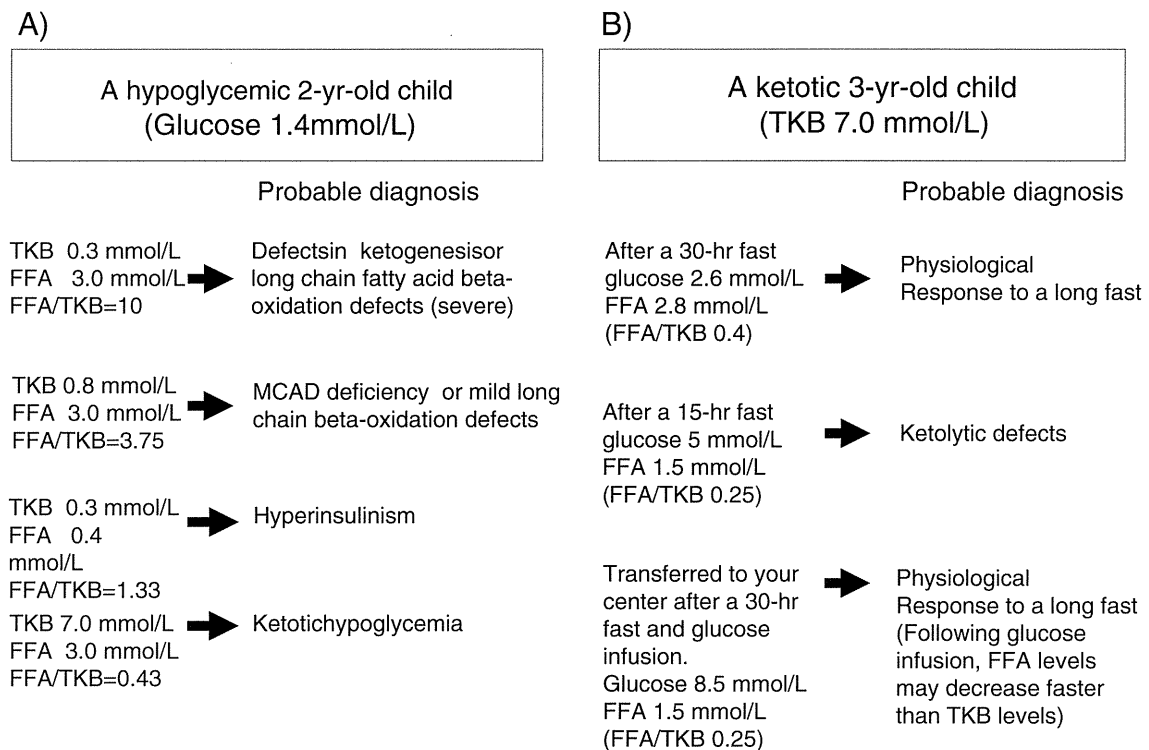 A)
A hypoglycemic 2-yr-old child
(Glucose 1.4mmol/L)
Probable diagnosis
TKB 0.3 mmol/L
FFA 3.0 mmol/L
FFA/TKB=10
Defectsin ketogenesisor
long chain fatty acid beta-
oxidation defects (severe)
TKB 0.8 mmol/L
FFA 3.0 mmol/L
FFA/TKB=3.75
MCAD deficiency or mild long
chain beta-oxidation defects
TKB 0.3 mmol/L
FFA 0.4
mmol/L
FFA/TKB=1.33
Hyperinsulinism
TKB 7.0 mmol/L
FFA 3.0 mmol/L
FFA/TKB=0.43
Ketotichypoglycemia
B)
A ketotic 3-yr-old child
(TKB 7.0 mmol/L)
Probable diagnosis
After a 30-hr fast
glucose 2.6 mmol/L
FFA 2.8 mmol/L
(FFA/TKB 0.4)
Physiological
Response to a long fast
After a 15-hr fast
glucose 5 mmol/L
FFA 1.5 mmol/L
(FFA/TKB 0.25)
Ketolytic defects
Transferred to your
center after a 30-hr
fast and glucose
infusion.
Glucose 8.5 mmol/L
FFA 1.5 mmol/L
(FFA/TKB 0.25)
Physiological
Response to a long fast
(Following glucose
infusion, FFA levels
may decrease faster
than TKB levels)